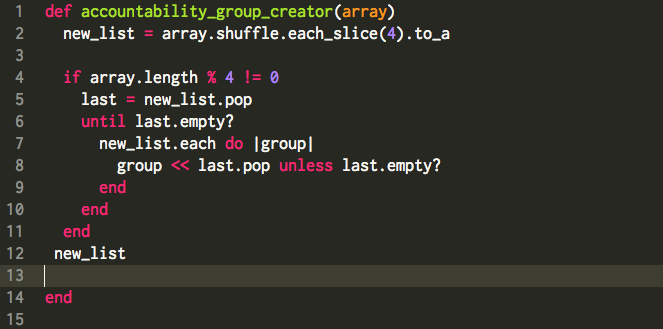 1 def accountability_group_creator(array)
2   new_list = array.shuffle.each_slice(4).to_a
3
4   if array.length % 4 != 0
5     last = new_list.pop
6     until last.empty?
7       new_list.each do |group|
8         group << last.pop unless last.empty?
9       end
10     end
11   end
12  new_list
13
14 end
15